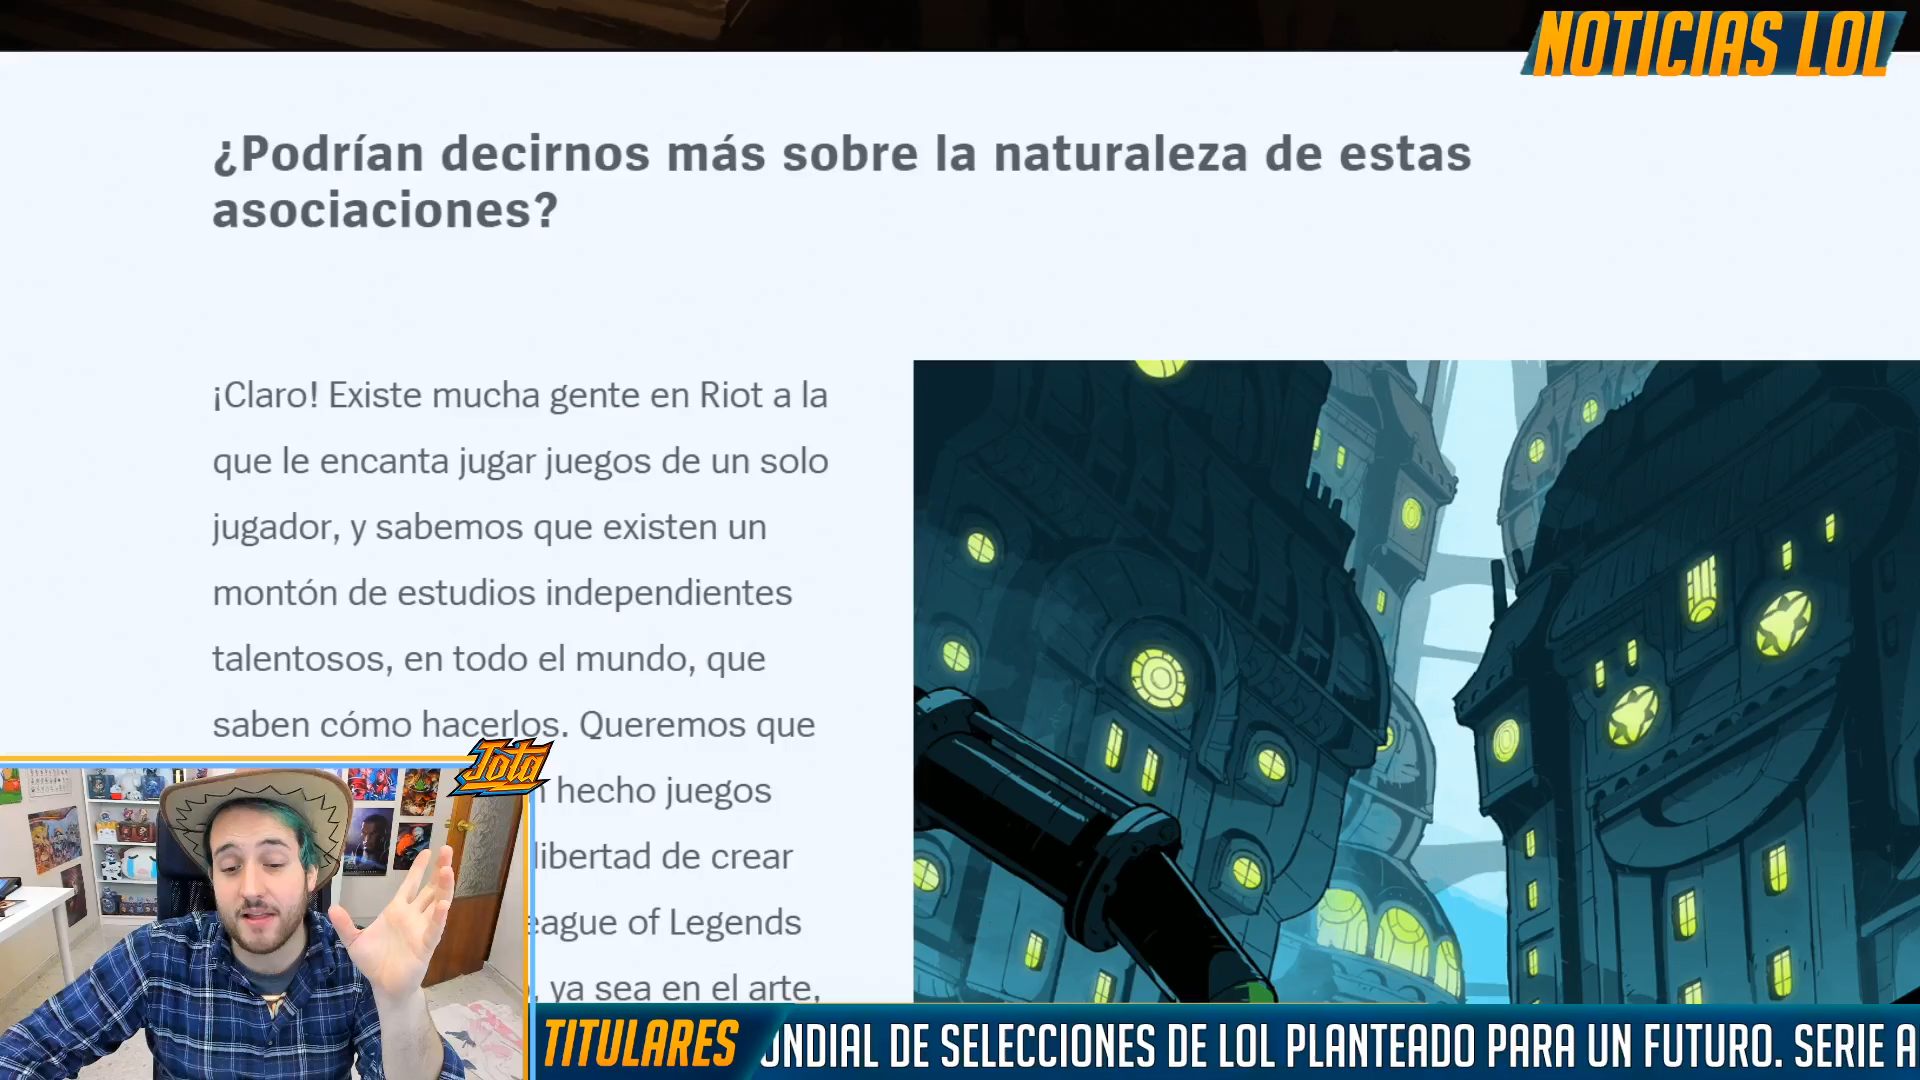 NOTICIAS LOL
¿Podrían decirnos más sobre la naturaleza de estas
asociaciones?
¡Claro! Existe mucha gente en Riot a la
que le encanta jugar juegos de un solo
jugador, y sabemos que existen un
montón de estudios independientes
talentosos, en todo el mundo, que
saben cómo hacerlos. Queremos que
hecho juegos
libertad de crear
eague of Legends
, ya sea en el arte,
Jota
TITULARES
UNDIAL DE SELECCIONES DE LOL PLANTEADO PARA UN FUTURO. SERIE A